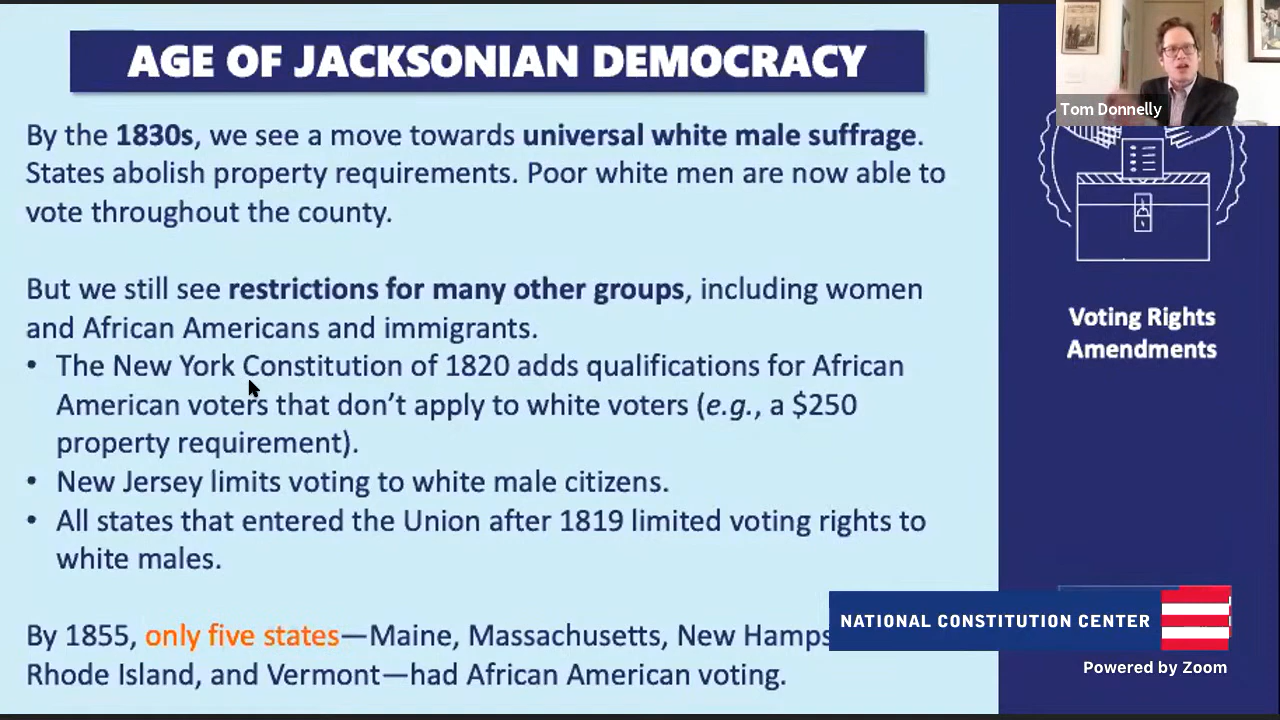 AGE OF JACKSONIAN DEMOCRACY
Tom Donnelly
By the 1830s, we see a move towards universal white male suffrage.
States abolish property requirements. Poor white men are now able to
vote throughout the county.
But we still see restrictions for many other groups, including women
and African Americans and immigrants.
• The New York Constitution of 1820 adds qualifications for African
American voters that don't apply to white voters (e.g., a $250
property requirement).
• New Jersey limits voting to white male citizens.
• All states that entered the Union after 1819 limited voting rights to
white males.
By 1855, only five states—Maine, Massachusetts, New Hamps
Rhode Island, and Vermont—had African American voting.
Voting Rights
Amendments
NATIONAL CONSTITUTION CENTER
Powered by Zoom